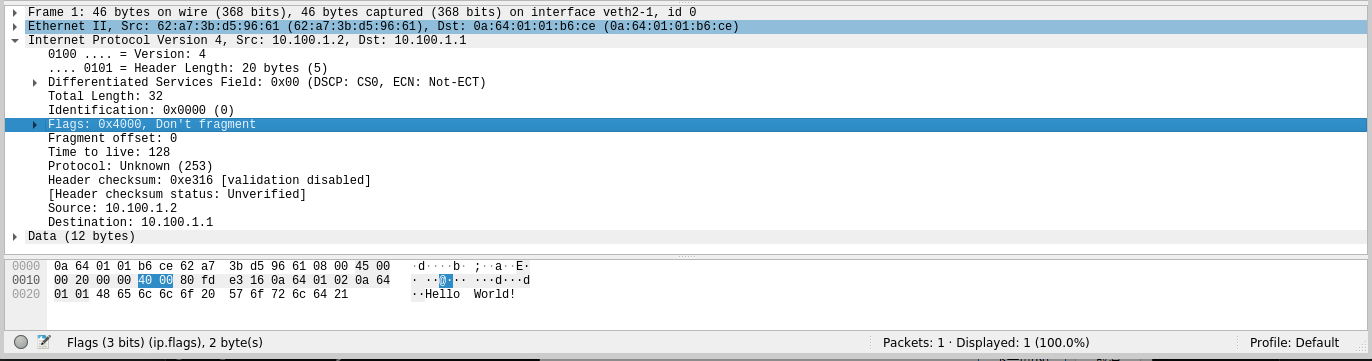 Frame 1: 46 bytes on wire (368 bits), 46 bytes captured (368 bits) on interface veth2-1, id 0
Ethernet II, Src: 62:a7:3b:d5:96:61 (62:a7:3b:d5:96:61), Dst: 0a:64:01:01:b6:ce (0a:64:01:01:b6:ce)
Internet Protocol Version 4, Src: 10.100.1.2, Dst: 10.100.1.1
0100 .... = Version: 4
.... 0101 = Header Length: 20 bytes (5)
Differentiated Services Field: 0x00 (DSCP: CS0, ECN: Not-ECT)
Total Length: 32
Identification: 0x0000 (0)
Flags: 0x4000, Don't fragment
Fragment offset: 0
Time to live: 128
Protocol: Unknown (253)
Header checksum: 0xe316 [validation disabled]
[Header checksum status: Unverified]
Source: 10.100.1.2
Destination: 10.100.1.1
Data (12 bytes)
0000 0a 64 01 01 b6 ce 62 a7 3b d5 96 61 08 00 45 00 ·d····b· ;··a··E·
0010 00 20 00 00 40 00 80 fd e3 16 0a 64 01 02 0a 64 · ··@··· ···d···d
0020 01 01 48 65 6c 6c 6f 20 57 6f 72 6c 64 21 ··Hello World!
Flags (3 bits) (ip.flags), 2 byte(s) Packets: 1 · Displayed: 1 (100.0%) Profile: Default